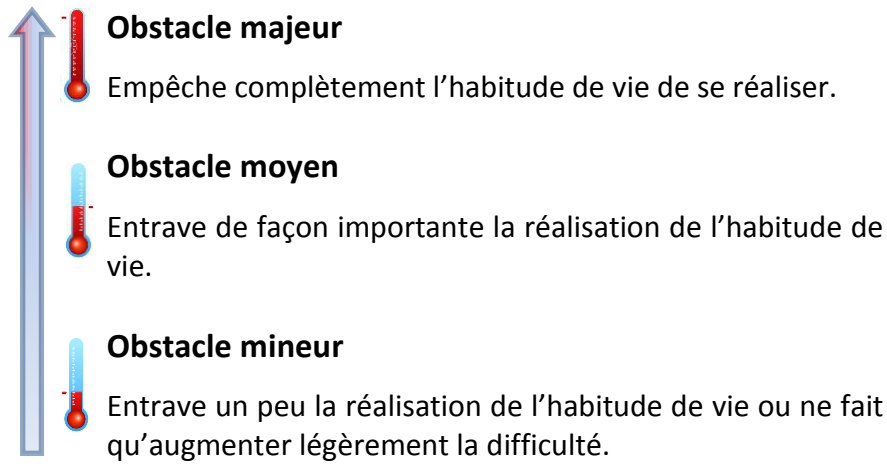 Obstacle majeur
Empêche complètement l’habitude de vie de se réaliser.
Obstacle moyen
Entrave de façon importante la réalisation de l’habitude de
vie.
Obstacle mineur
Entrave un peu la réalisation de l’habitude de vie ou ne fait
qu’augmenter légèrement la difficulté.